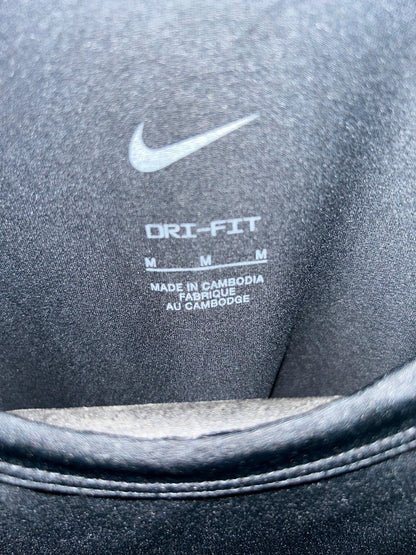 DRI-FIT
M M M
MADE IN CAMBODIA
FABRIQUE
AU CAMBODGE